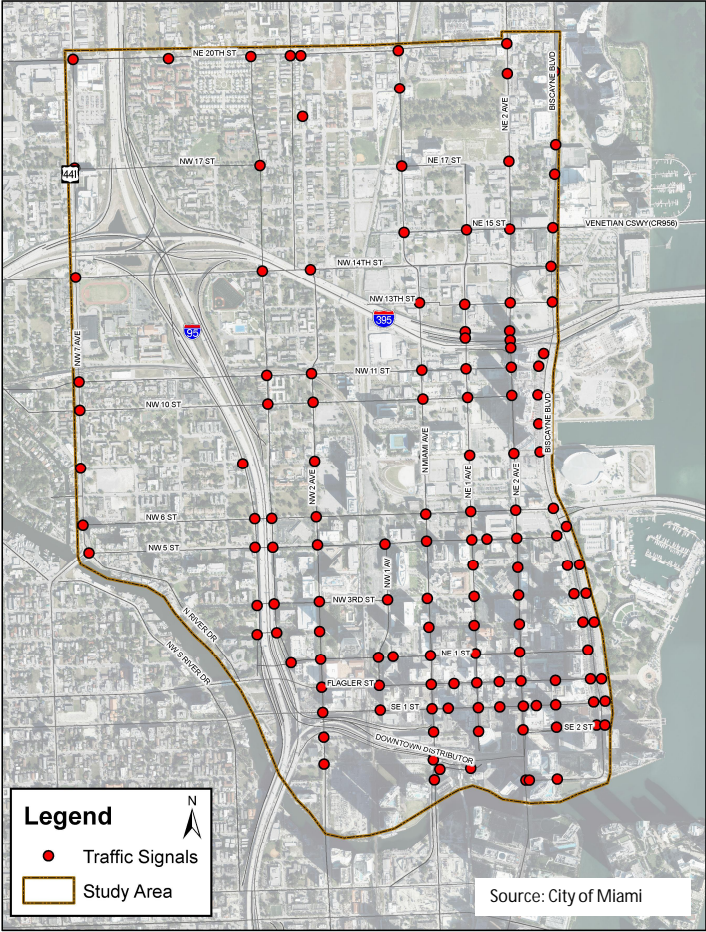 NE 20TH ST
BISCAYNE BLVD
NE 2 AVE
NW 17 ST
NE 17 ST
441
NE 15 ST
VENETIAN CSWY(CR956)
NW 14TH ST
NW 13TH ST
395
95
NW 7 AVE
NW 11 ST
NW 10 ST
BISCAYNE BLVD
N MIAMI AVE
NW 2 AVE
NE 1 AVE
NE 2 AVE
NW 6 ST
NW 5 ST
NW 1 AV
NW 3RD ST
N RIVER DR
NW S RIVER DR
NE 1 ST
FLAGLER ST
SE 1 ST
SE 2 ST
DOWNTOWN DISTRIBUTOR
Legend
N
Traffic Signals
Study Area
Source: City of Miami